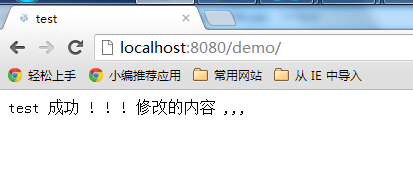 test
localhost:8080/demo/
轻松上手 小编推荐应用 常用网站 从 IE 中导入
test 成功 ! ! ! 修改的内容 ,,,